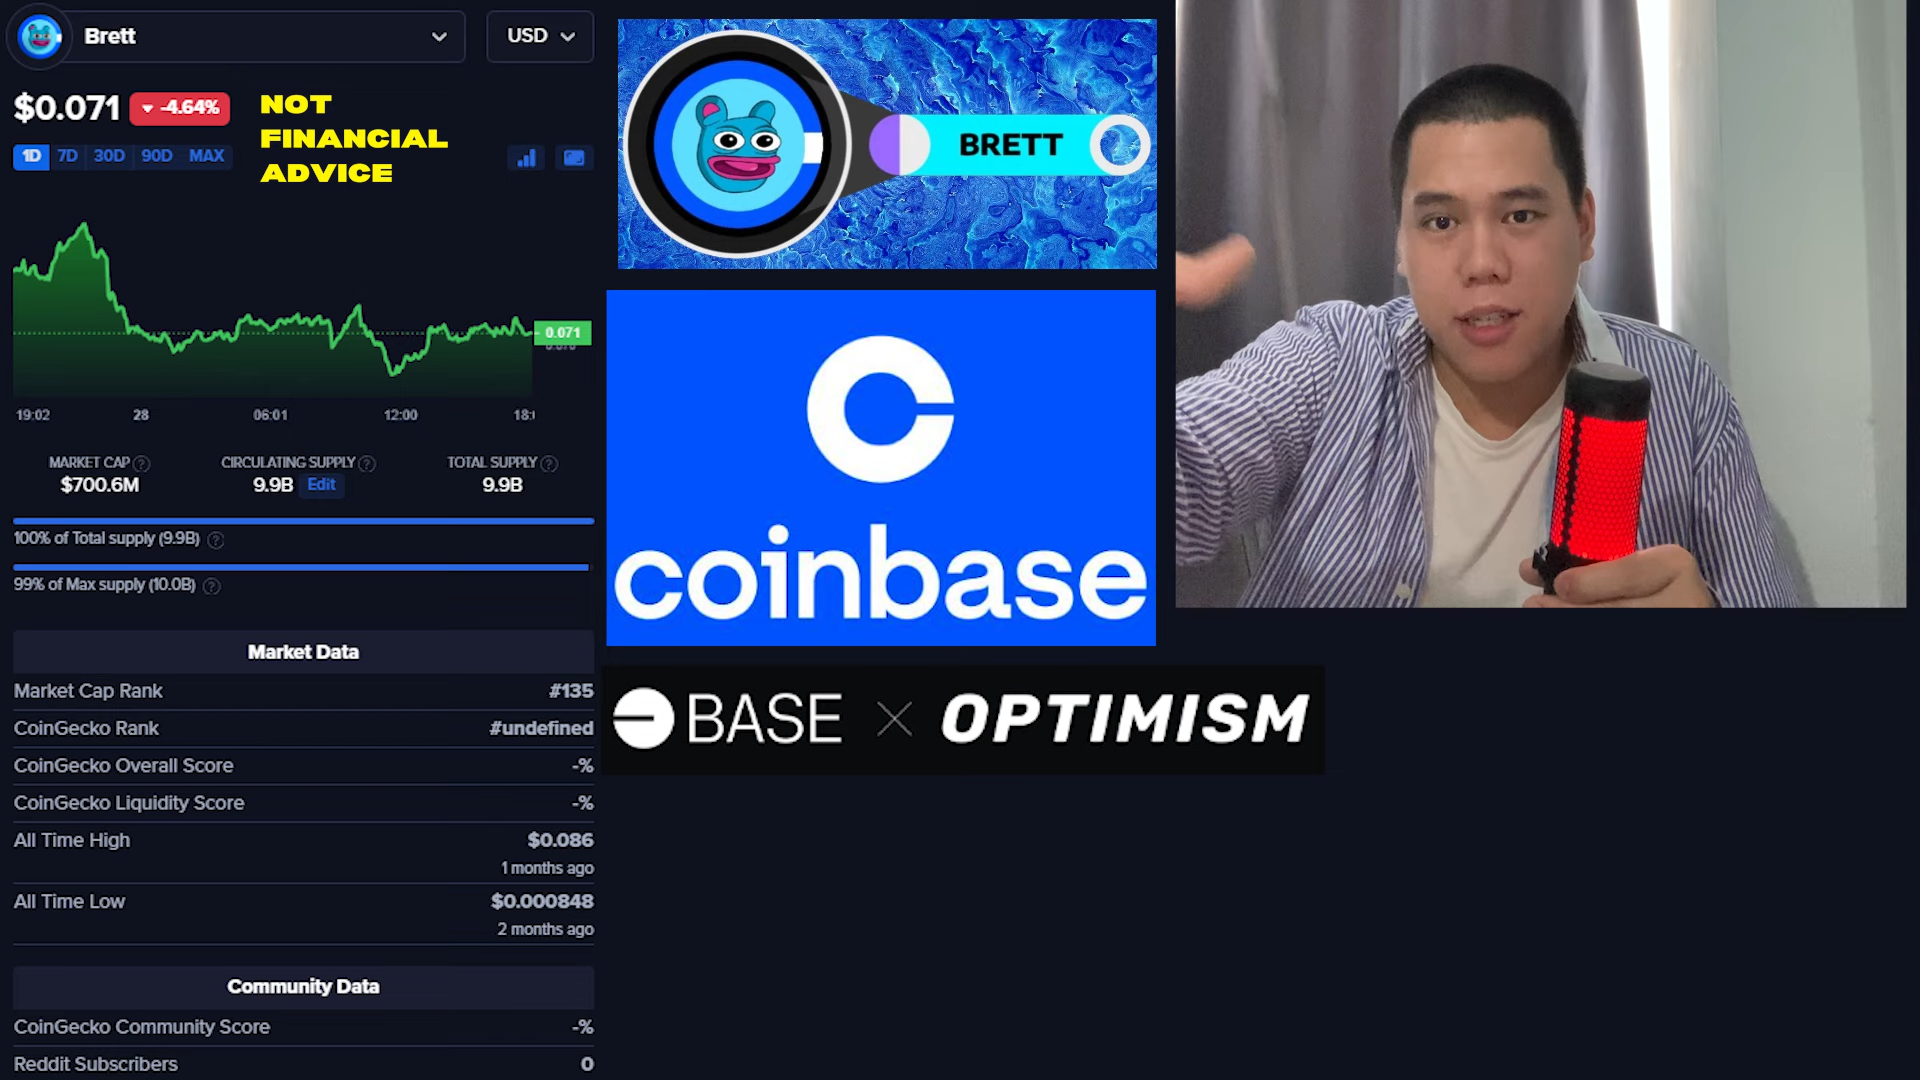 Brett
USD
$0.071
-4.64%
NOT
FINANCIAL
ADVICE
1D 7D 30D 90D MAX
0.071
19:02 28 06:01 12:00
MARKET CAP ?
$700.6M
CIRCULATING SUPPLY ?
9.9B Edit
TOTAL SUPPLY ?
9.9B
100% of Total supply (9.9B) ?
99% of Max supply (10.0B) ?
Market Data
Market Cap Rank #135
CoinGecko Rank #undefined
CoinGecko Overall Score -%
CoinGecko Liquidity Score -%
All Time High $0.086
1 months ago
All Time Low $0.000848
2 months ago
Community Data
CoinGecko Community Score -%
Reddit Subscribers 0
BRETT
coinbase
BASE × OPTIMISM